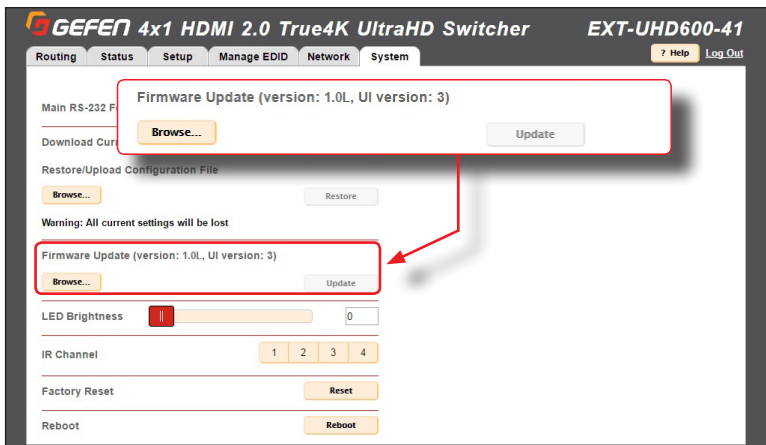 GEFEN 4x1 HDMI 2.0 True4K UltraHD Switcher EXT-UHD600-41
Routing Status Setup Manage EDID Network System ? Help Log Out
Firmware Update (version: 1.0L, UI version: 3)
Browse... Update
Main RS-232 F
Download Curr
Restore/Upload Configuration File
Browse... Restore
Warning: All current settings will be lost
Firmware Update (version: 1.0L, UI version: 3)
Browse... Update
LED Brightness 0
IR Channel 1 2 3 4
Factory Reset Reset
Reboot Reboot